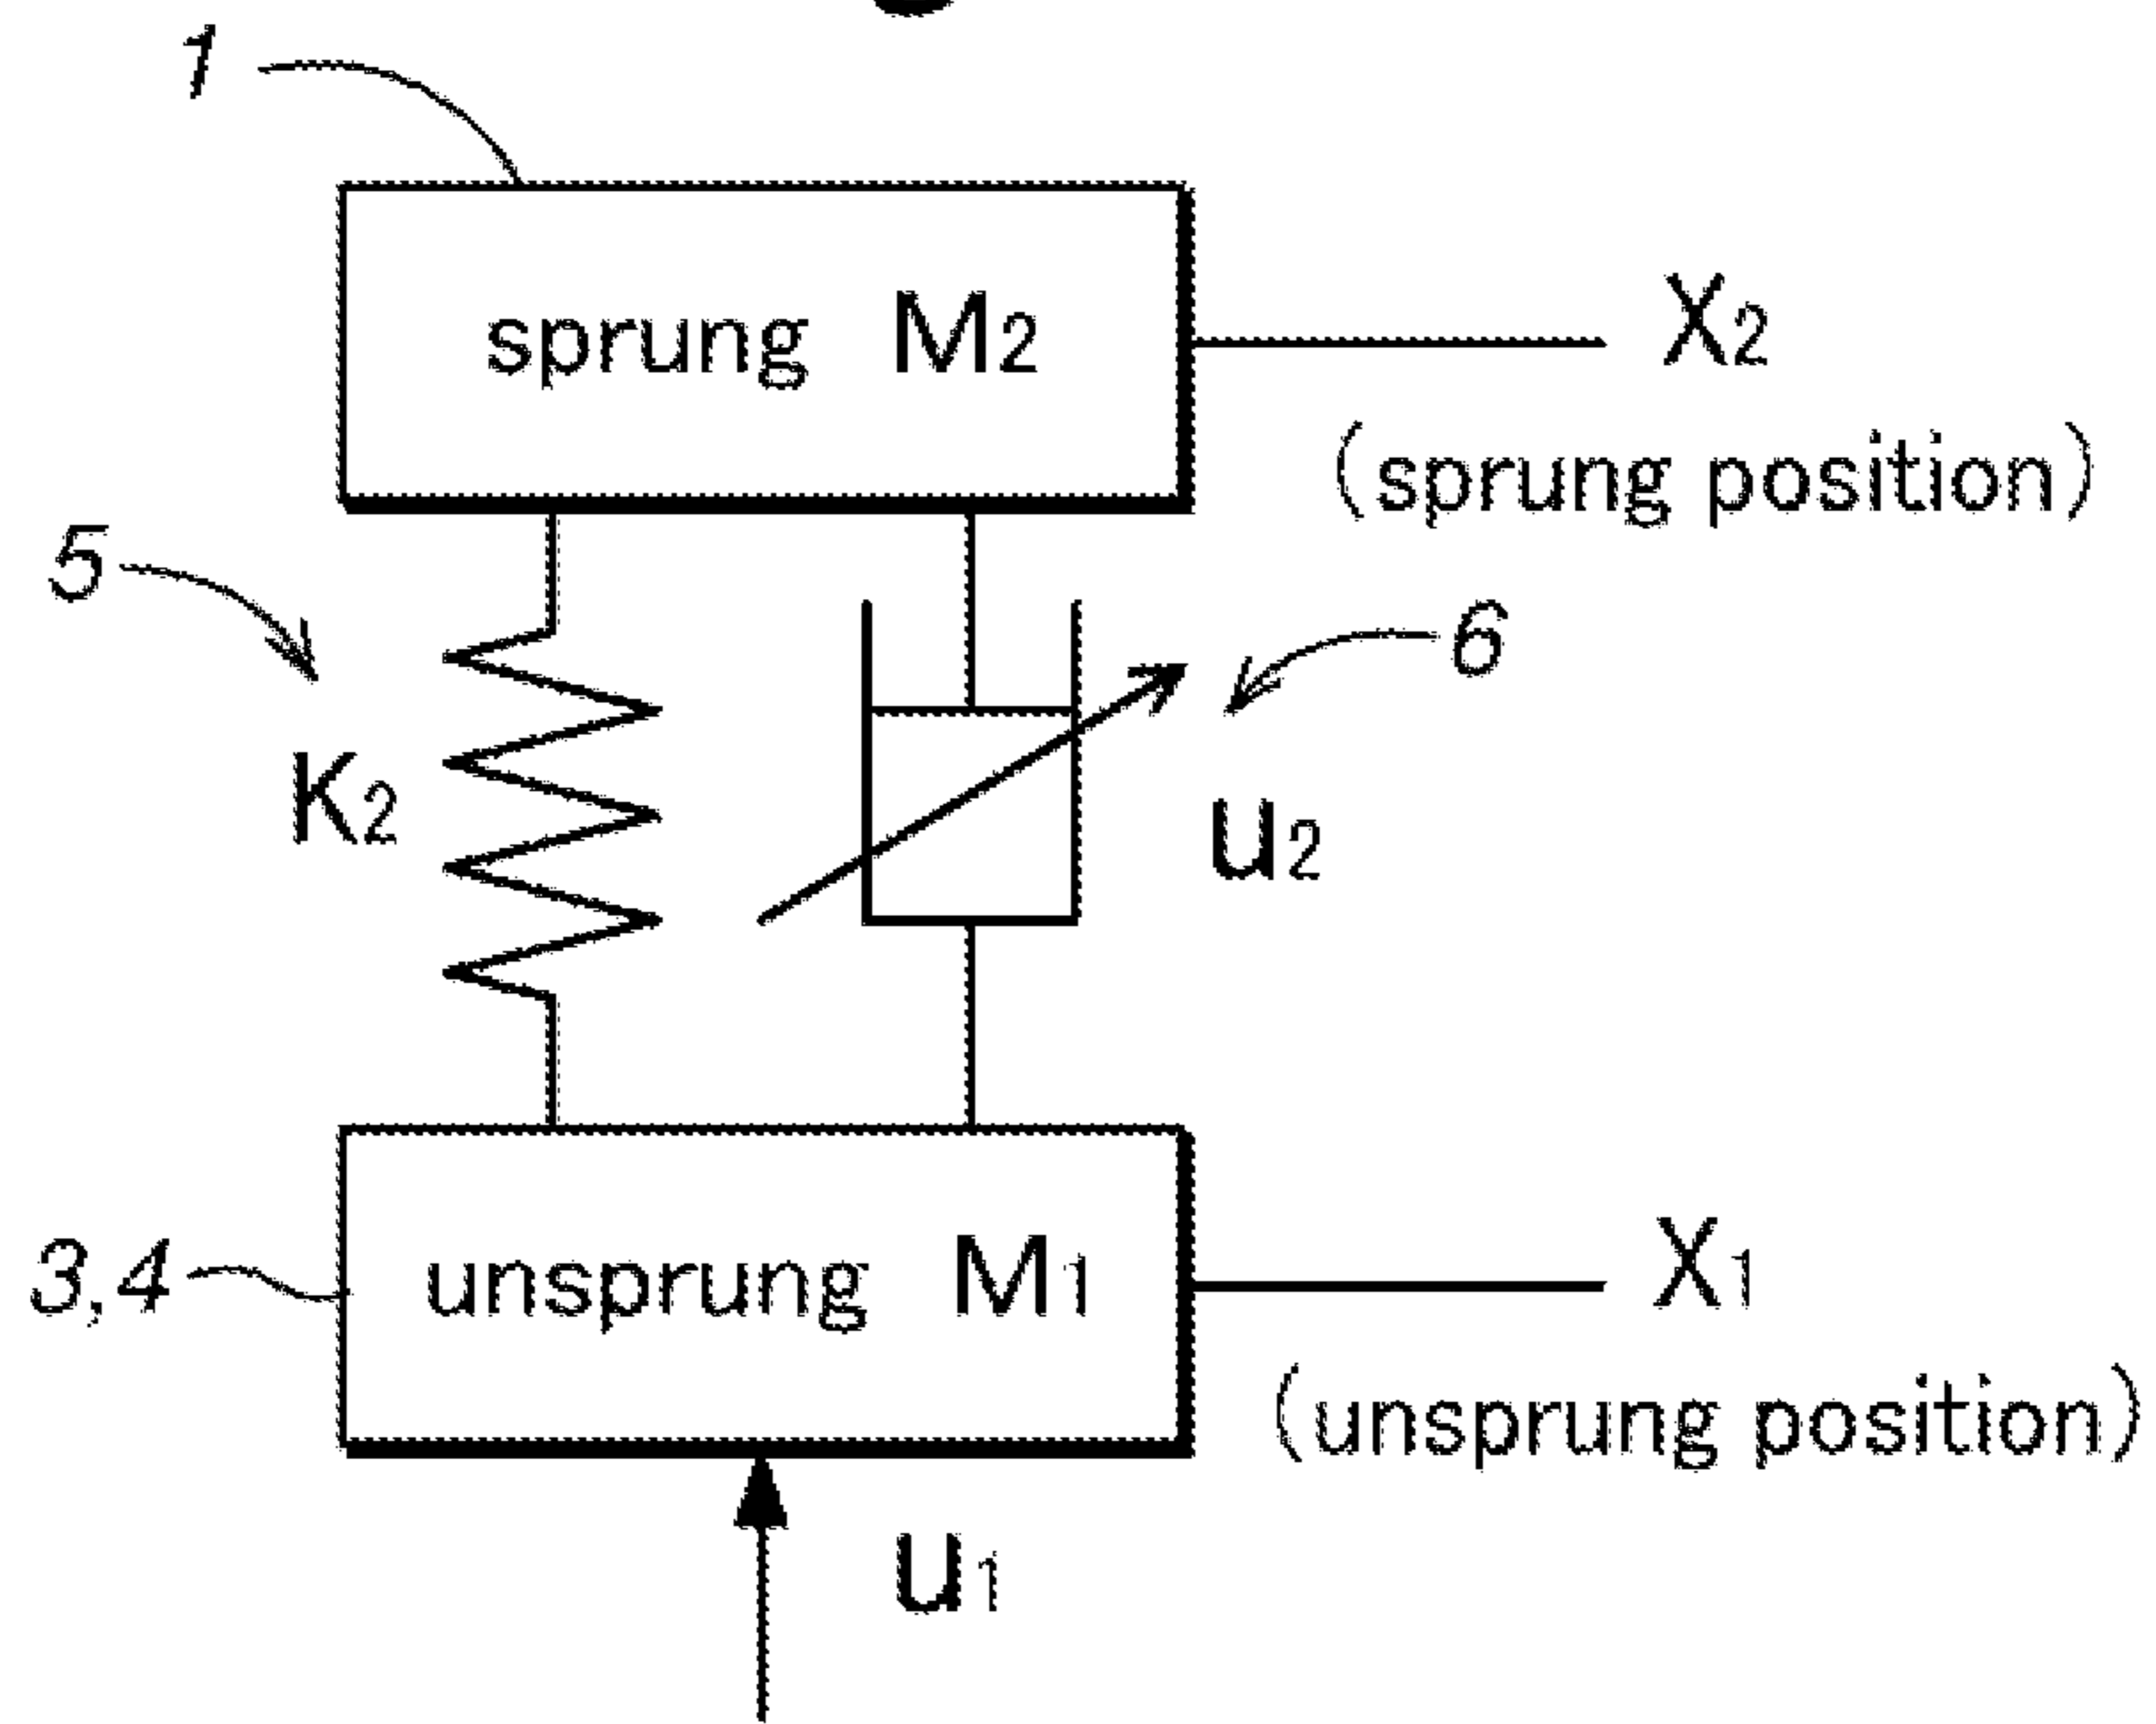 1
sprung M2
X2
(sprung position)
5
6
K2
u2
3,4
unsprung M1
X1
(unsprung position)
u1